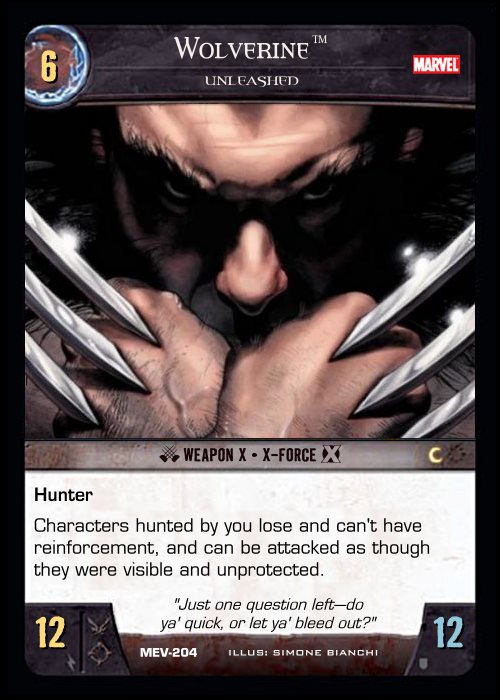 6
Wolverine™
UNLEASHED
MARVEL
WEAPON X • X-FORCE
C
Hunter
Characters hunted by you lose and can't have
reinforcement, and can be attacked as though
they were visible and unprotected.
"Just one question left—do
ya' quick, or let ya' bleed out?"
12
12
MEV-204 ILLUS: SIMONE BIANCHI